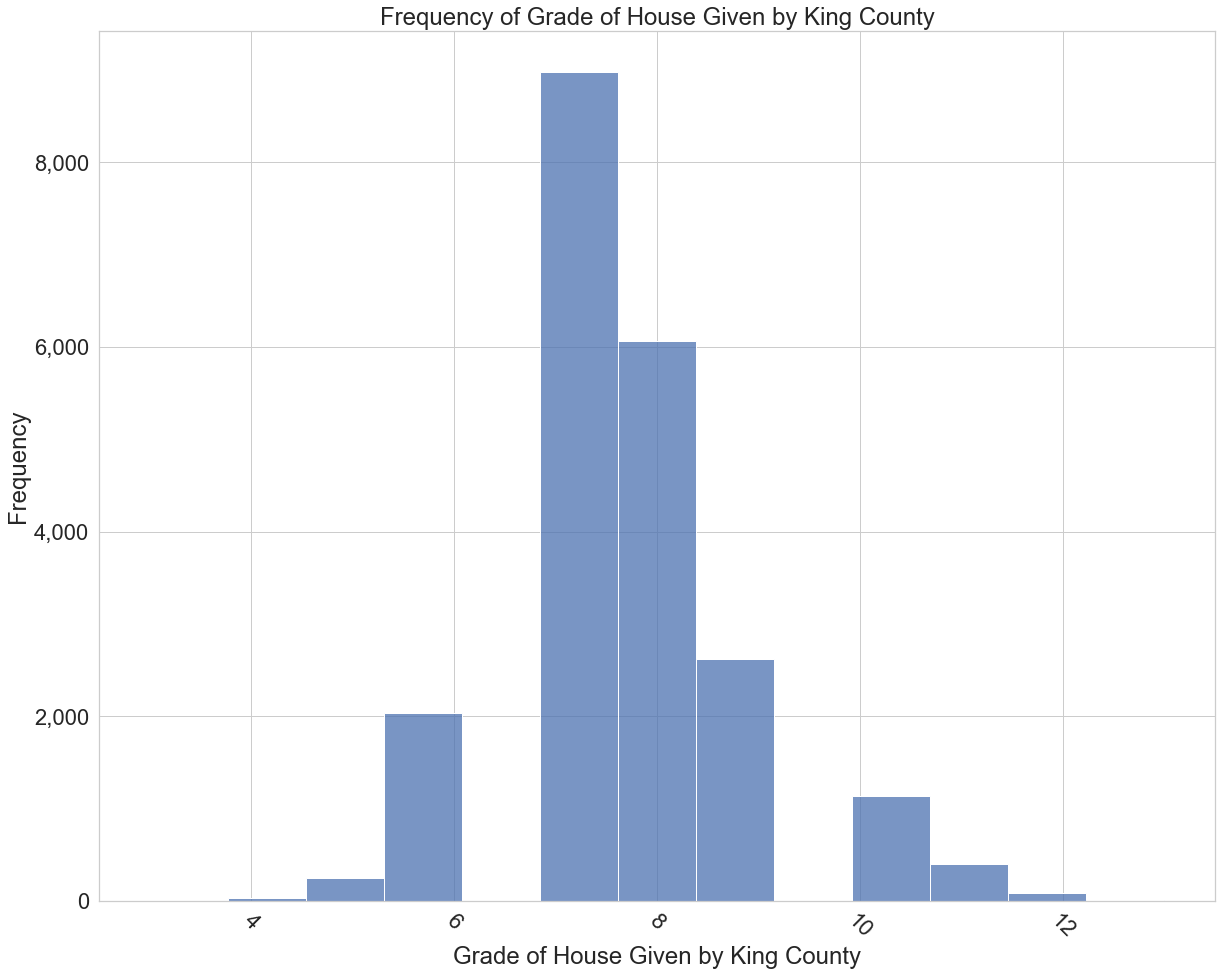 Frequency of Grade of House Given by King County
8,000
6,000
4,000
2,000
0
Frequency
4 6 8 10 12
Grade of House Given by King County